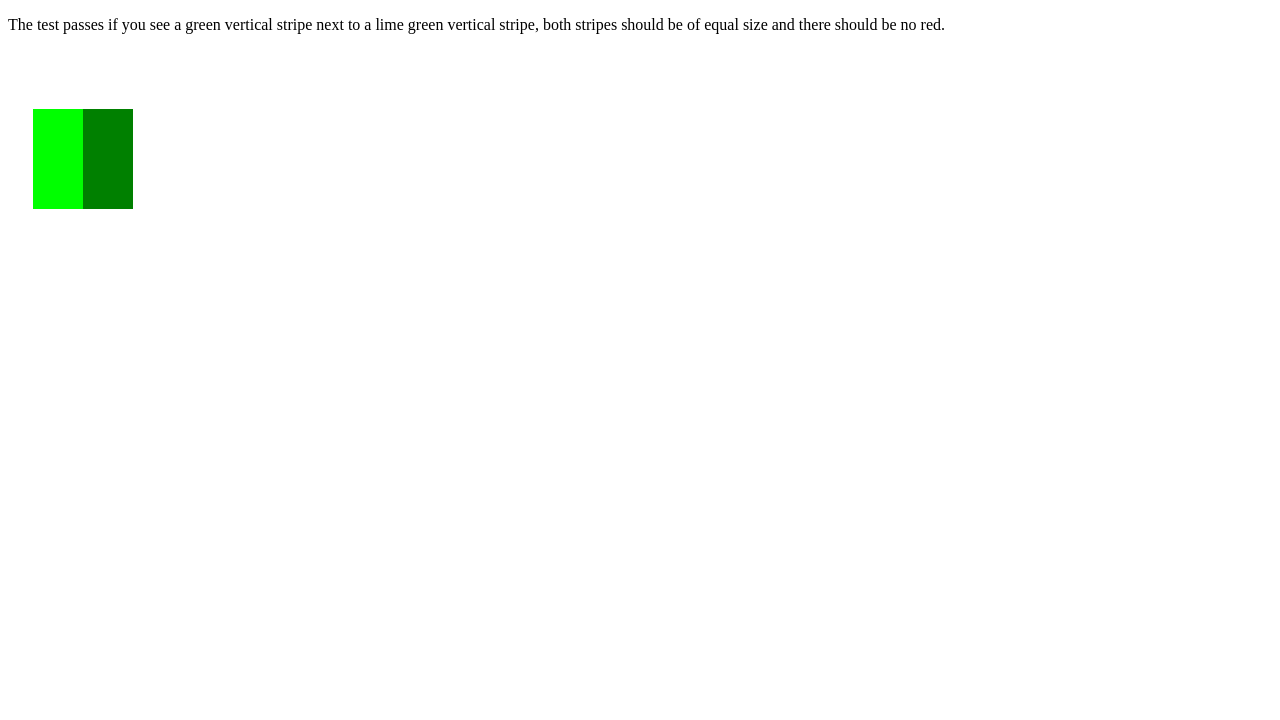 The test passes if you see a green vertical stripe next to a lime green vertical stripe, both stripes should be of equal size and there should be no red.